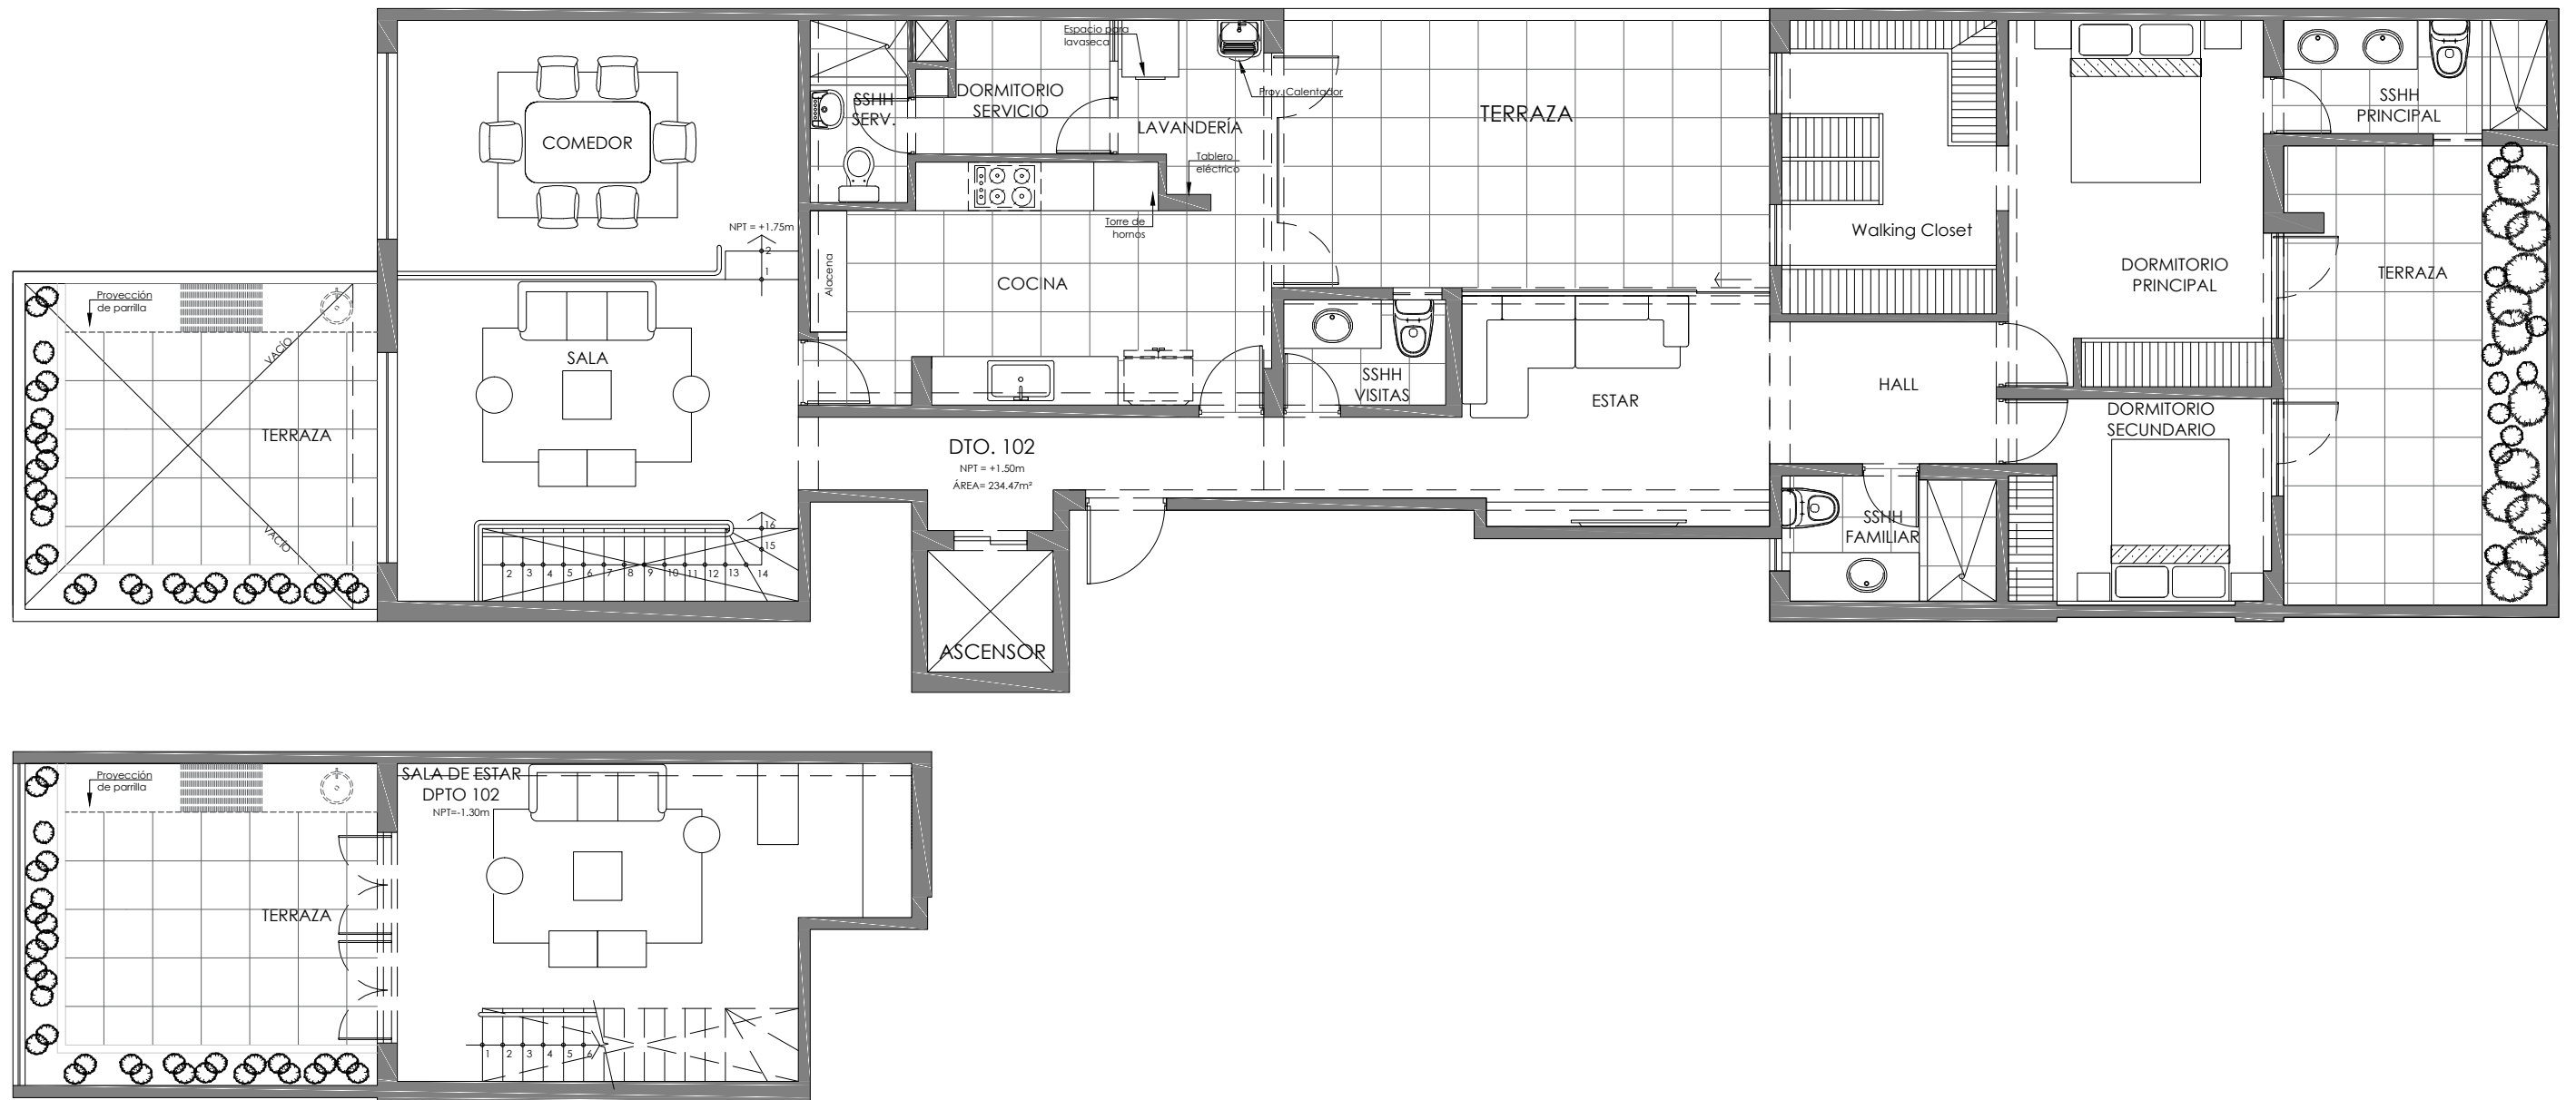 Espacio para
lavaseca
Proy. Calentador
COMEDOR
SSHH
SERV.
DORMITORIO
SERVICIO
LAVANDERÍA
TERRAZA
SSHH
PRINCIPAL
Tablero
eléctrico
Torre de
hornos
NPT = +1.75m
2
1
Alacena
COCINA
Walking Closet
DORMITORIO
PRINCIPAL
TERRAZA
Proyección
de parrilla
VACÍO
SALA
SSHH
VISITAS
ESTAR
HALL
DORMITORIO
SECUNDARIO
TERRAZA
DTO. 102
NPT = +1.50m
ÁREA= 234.47m²
VACÍO
16
15
2 3 4 5 6 7 8 9 10 11 12 13 14
SSHH
FAMILIAR
ASCENSOR
Proyección
de parrilla
SALA DE ESTAR
DPTO 102
NPT=-1.30m
TERRAZA
1 2 3 4 5 6